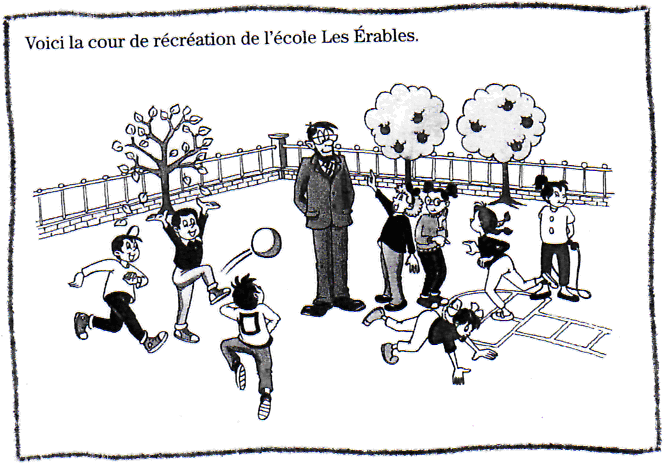 Voici la cour de récréation de l'école Les Érables.